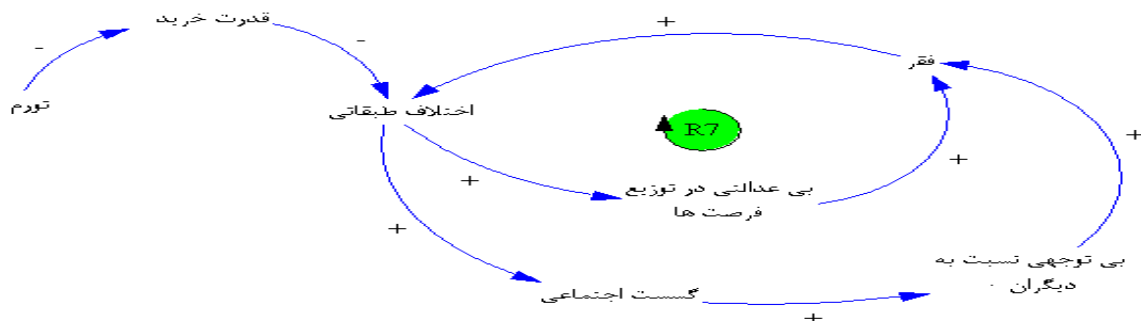 قدرت خرید
+
-
-
فقر
تورم
اختلاف طبقاتی
R7
+
+
+
بی عدالتی در توزیع
فرصت ها
+
بی توجهی نسبت به
دیگران
گسست اجتماعی
+